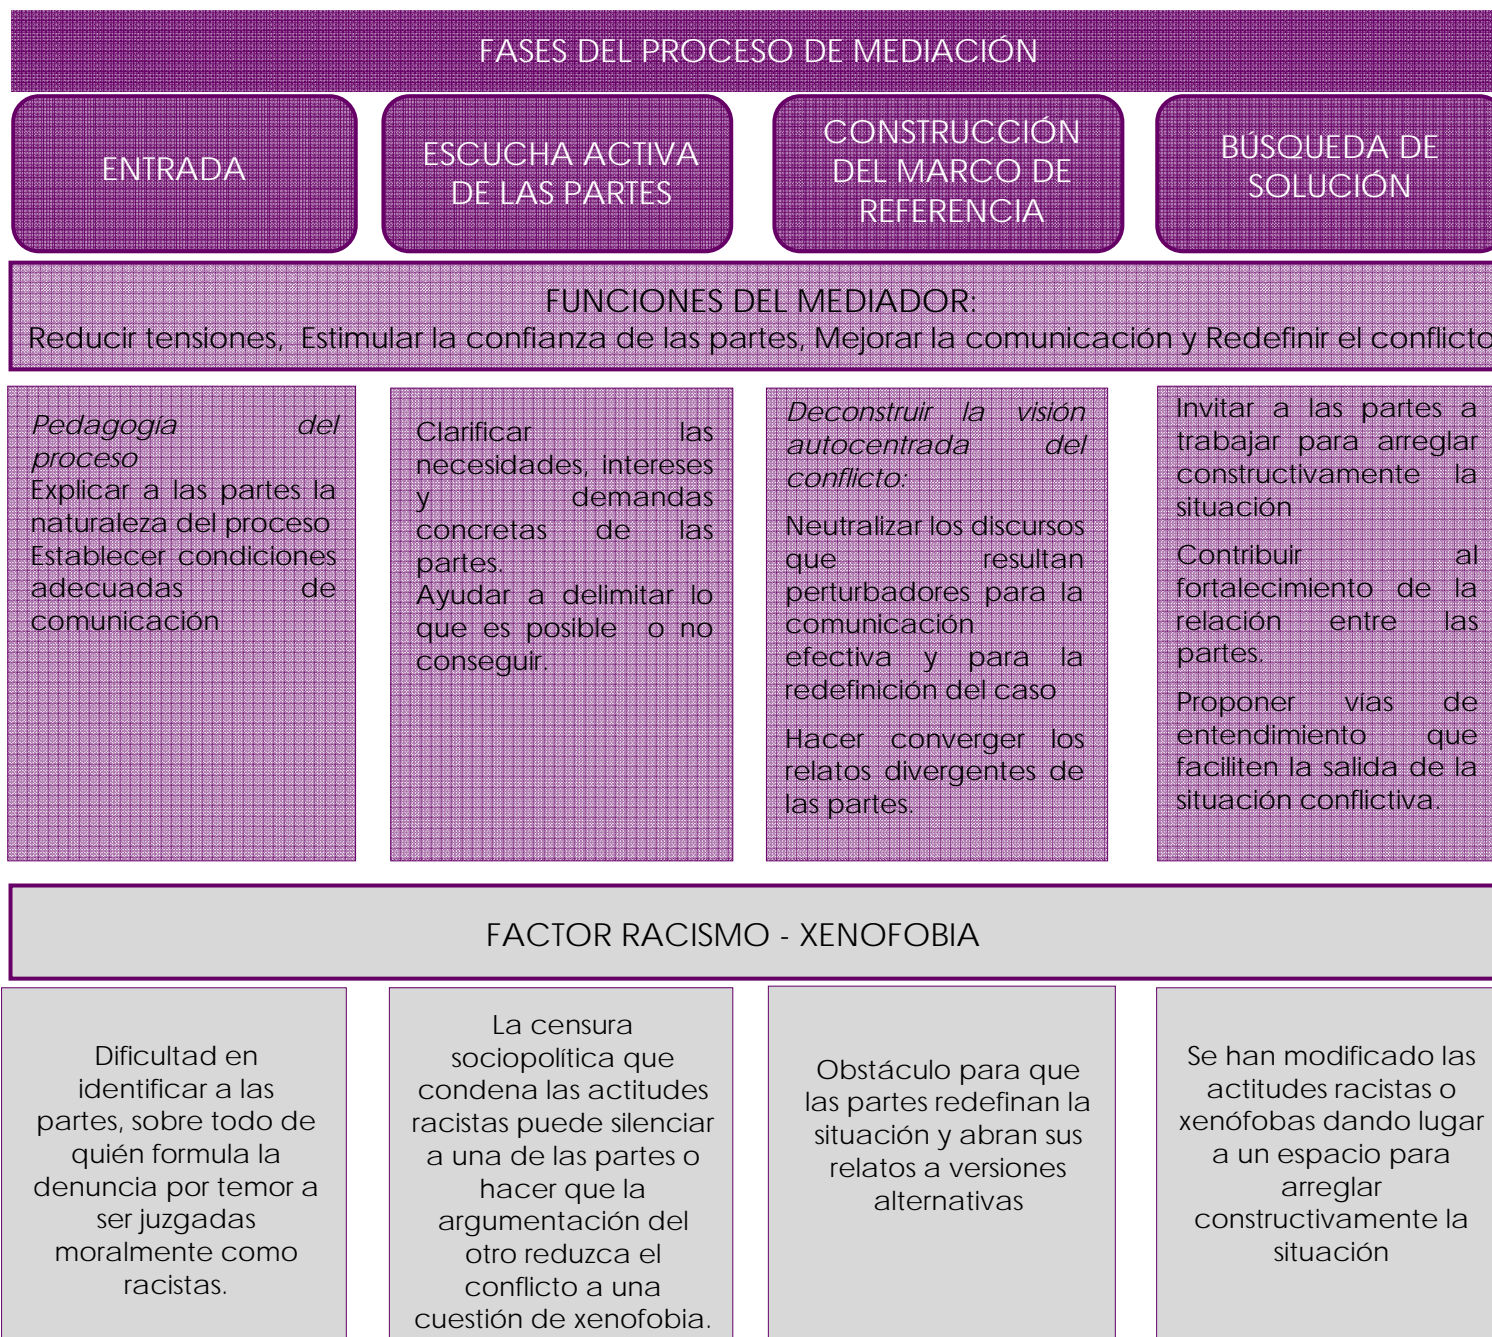 FASES DEL PROCESO DE MEDIACIÓN
ENTRADA
ESCUCHA ACTIVA
DE LAS PARTES
CONSTRUCCIÓN
DEL MARCO DE
REFERENCIA
BÚSQUEDA DE
SOLUCIÓN
FUNCIONES DEL MEDIADOR:
Reducir tensiones, Estimular la confianza de las partes, Mejorar la comunicación y Redefinir el conflicto
Pedagogía del
proceso
Explicar a las partes la
naturaleza del proceso
Establecer condiciones
adecuadas de
comunicación
Clarificar las
necesidades, intereses
y demandas
concretas de las
partes.
Ayudar a delimitar lo
que es posible o no
conseguir.
Deconstruir la visión
autocentrada del
conflicto:
Neutralizar los discursos
que resultan
perturbadores para la
comunicación
efectiva y para la
redefinición del caso
Hacer converger los
relatos divergentes de
las partes.
Invitar a las partes a
trabajar para arreglar
constructivamente la
situación
Contribuir al
fortalecimiento de la
relación entre las
partes.
Proponer vías de
entendimiento que
faciliten la salida de la
situación conflictiva.
FACTOR RACISMO - XENOFOBIA
Dificultad en
identificar a las
partes, sobre todo de
quién formula la
denuncia por temor a
ser juzgadas
moralmente como
racistas.
La censura
sociopolítica que
condena las actitudes
racistas puede silenciar
a una de las partes o
hacer que la
argumentación del
otro reduzca el
conflicto a una
cuestión de xenofobia.
Obstáculo para que
las partes redefinan la
situación y abran sus
relatos a versiones
alternativas
Se han modificado las
actitudes racistas o
xenófobas dando lugar
a un espacio para
arreglar
constructivamente la
situación